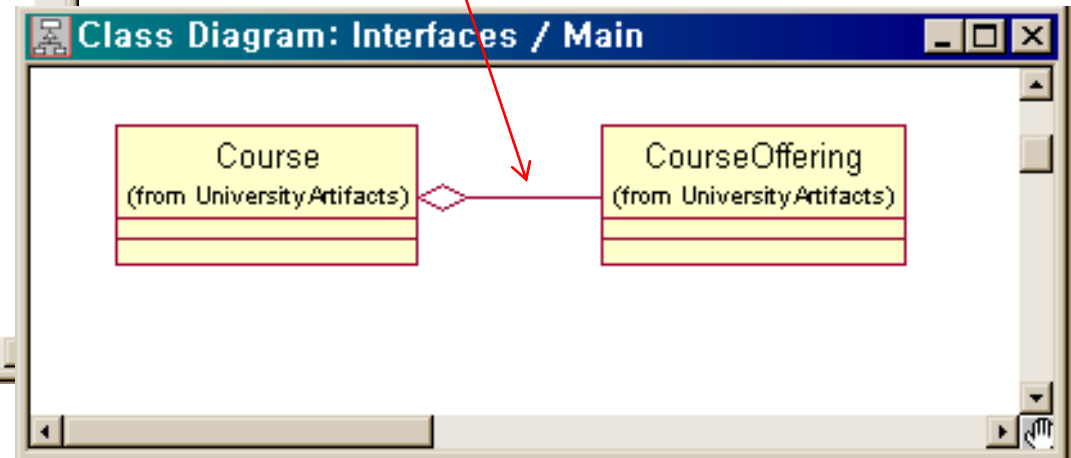 Class Diagram: Interfaces / Main
Course
(from UniversityArtifacts)
CourseOffering
(from UniversityArtifacts)